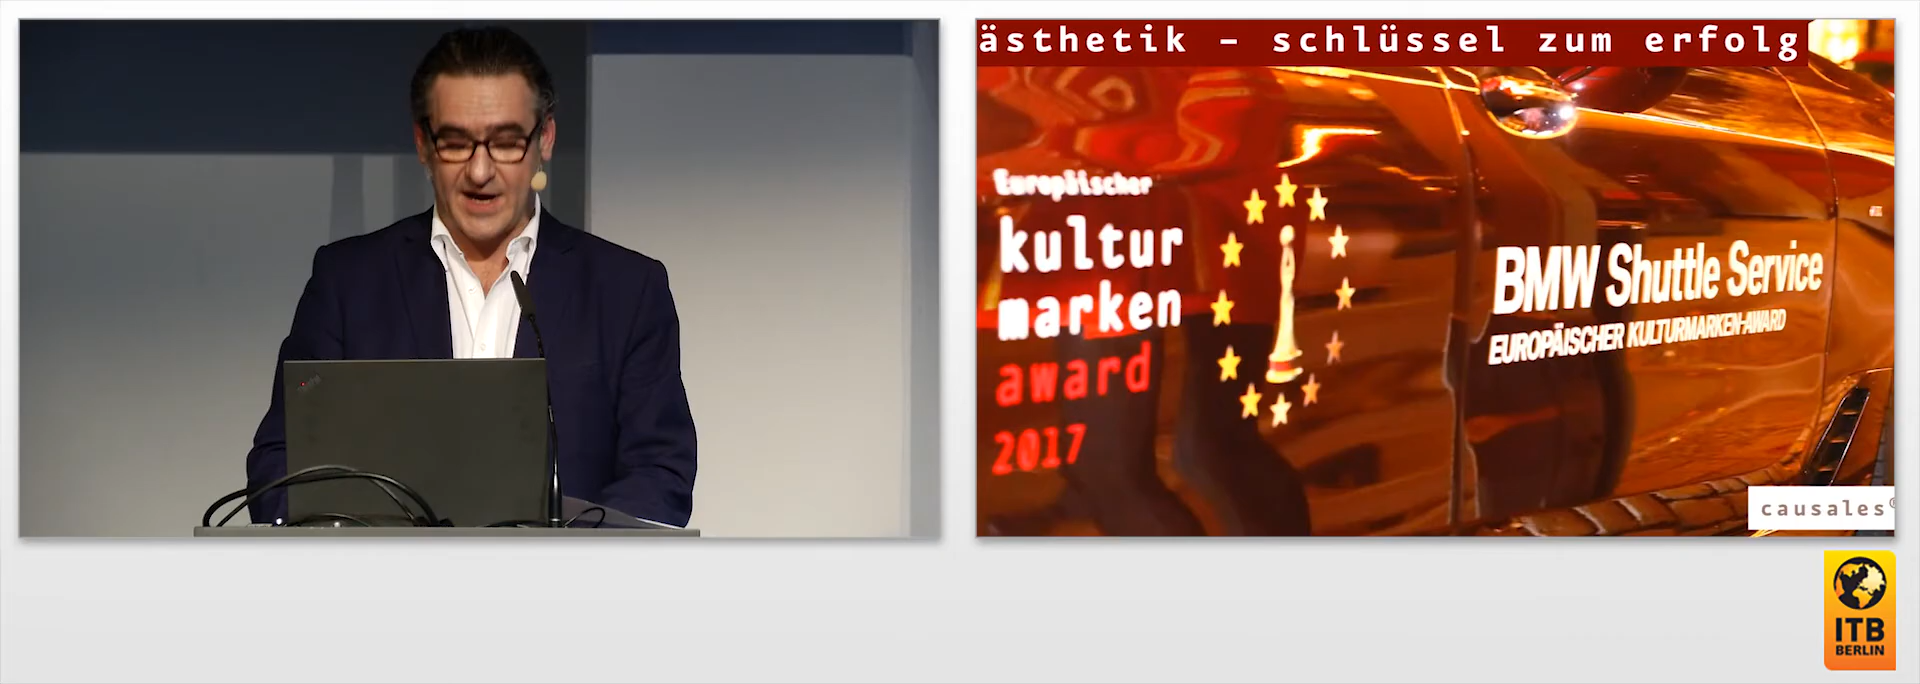 ästhetik – schlüssel zum erfolg
Europäischer
kultur
marken
award
2017
BMW Shuttle Service
EUROPÄISCHER KULTURMARKEN-AWARD
causales®
ITB
BERLIN